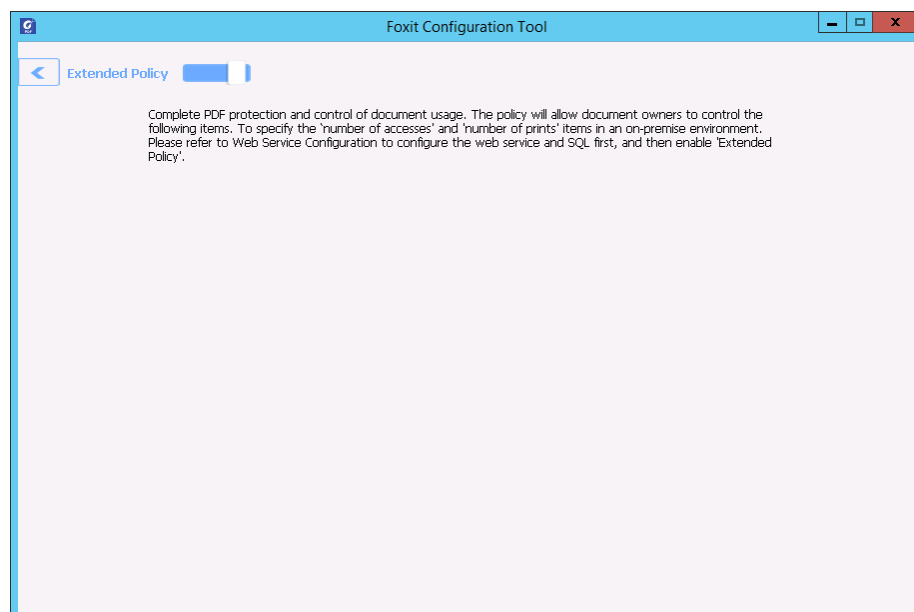 Foxit Configuration Tool
Extended Policy
Complete PDF protection and control of document usage. The policy will allow document owners to control the
following items. To specify the 'number of accesses' and 'number of prints' items in an on-premise environment.
Please refer to Web Service Configuration to configure the web service and SQL first, and then enable 'Extended
Policy'.